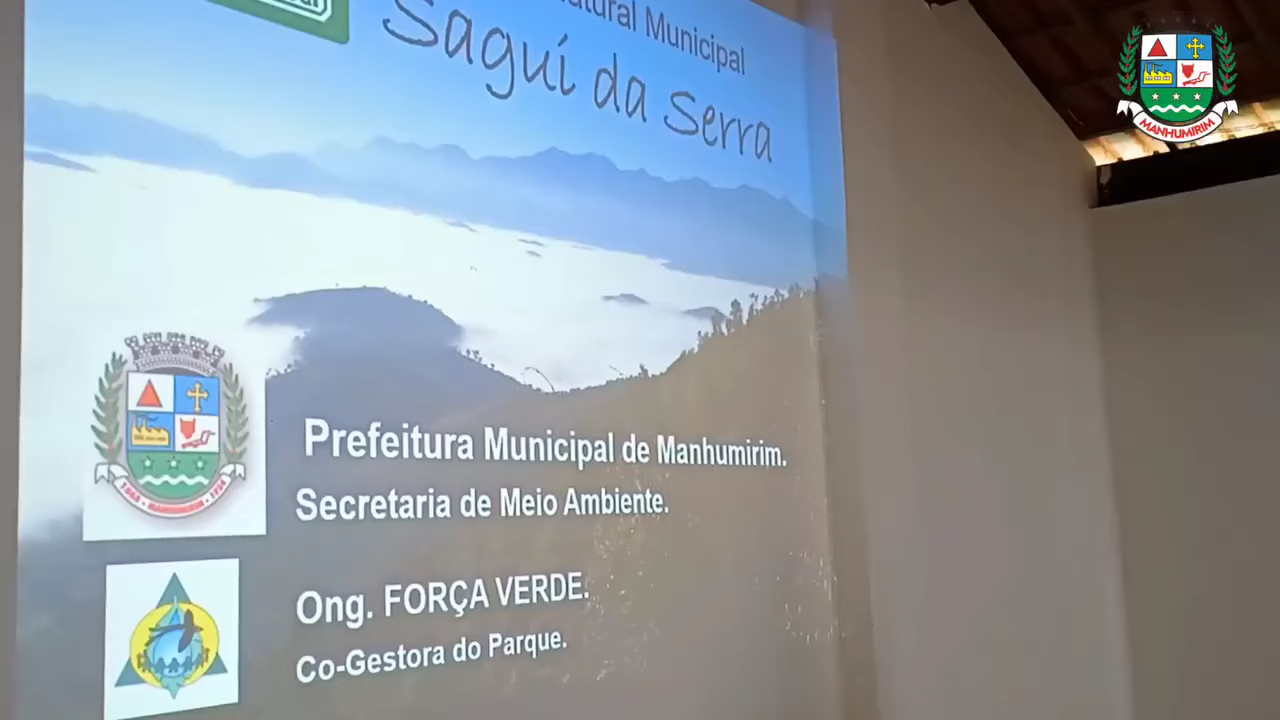 Natural Municipal
Saguí da Serra
MANHUMIRIM
Prefeitura Municipal de Manhumirim.
Secretaria de Meio Ambiente.
MANHUMIRIM
Ong. FORÇA VERDE.
Co-Gestora do Parque.